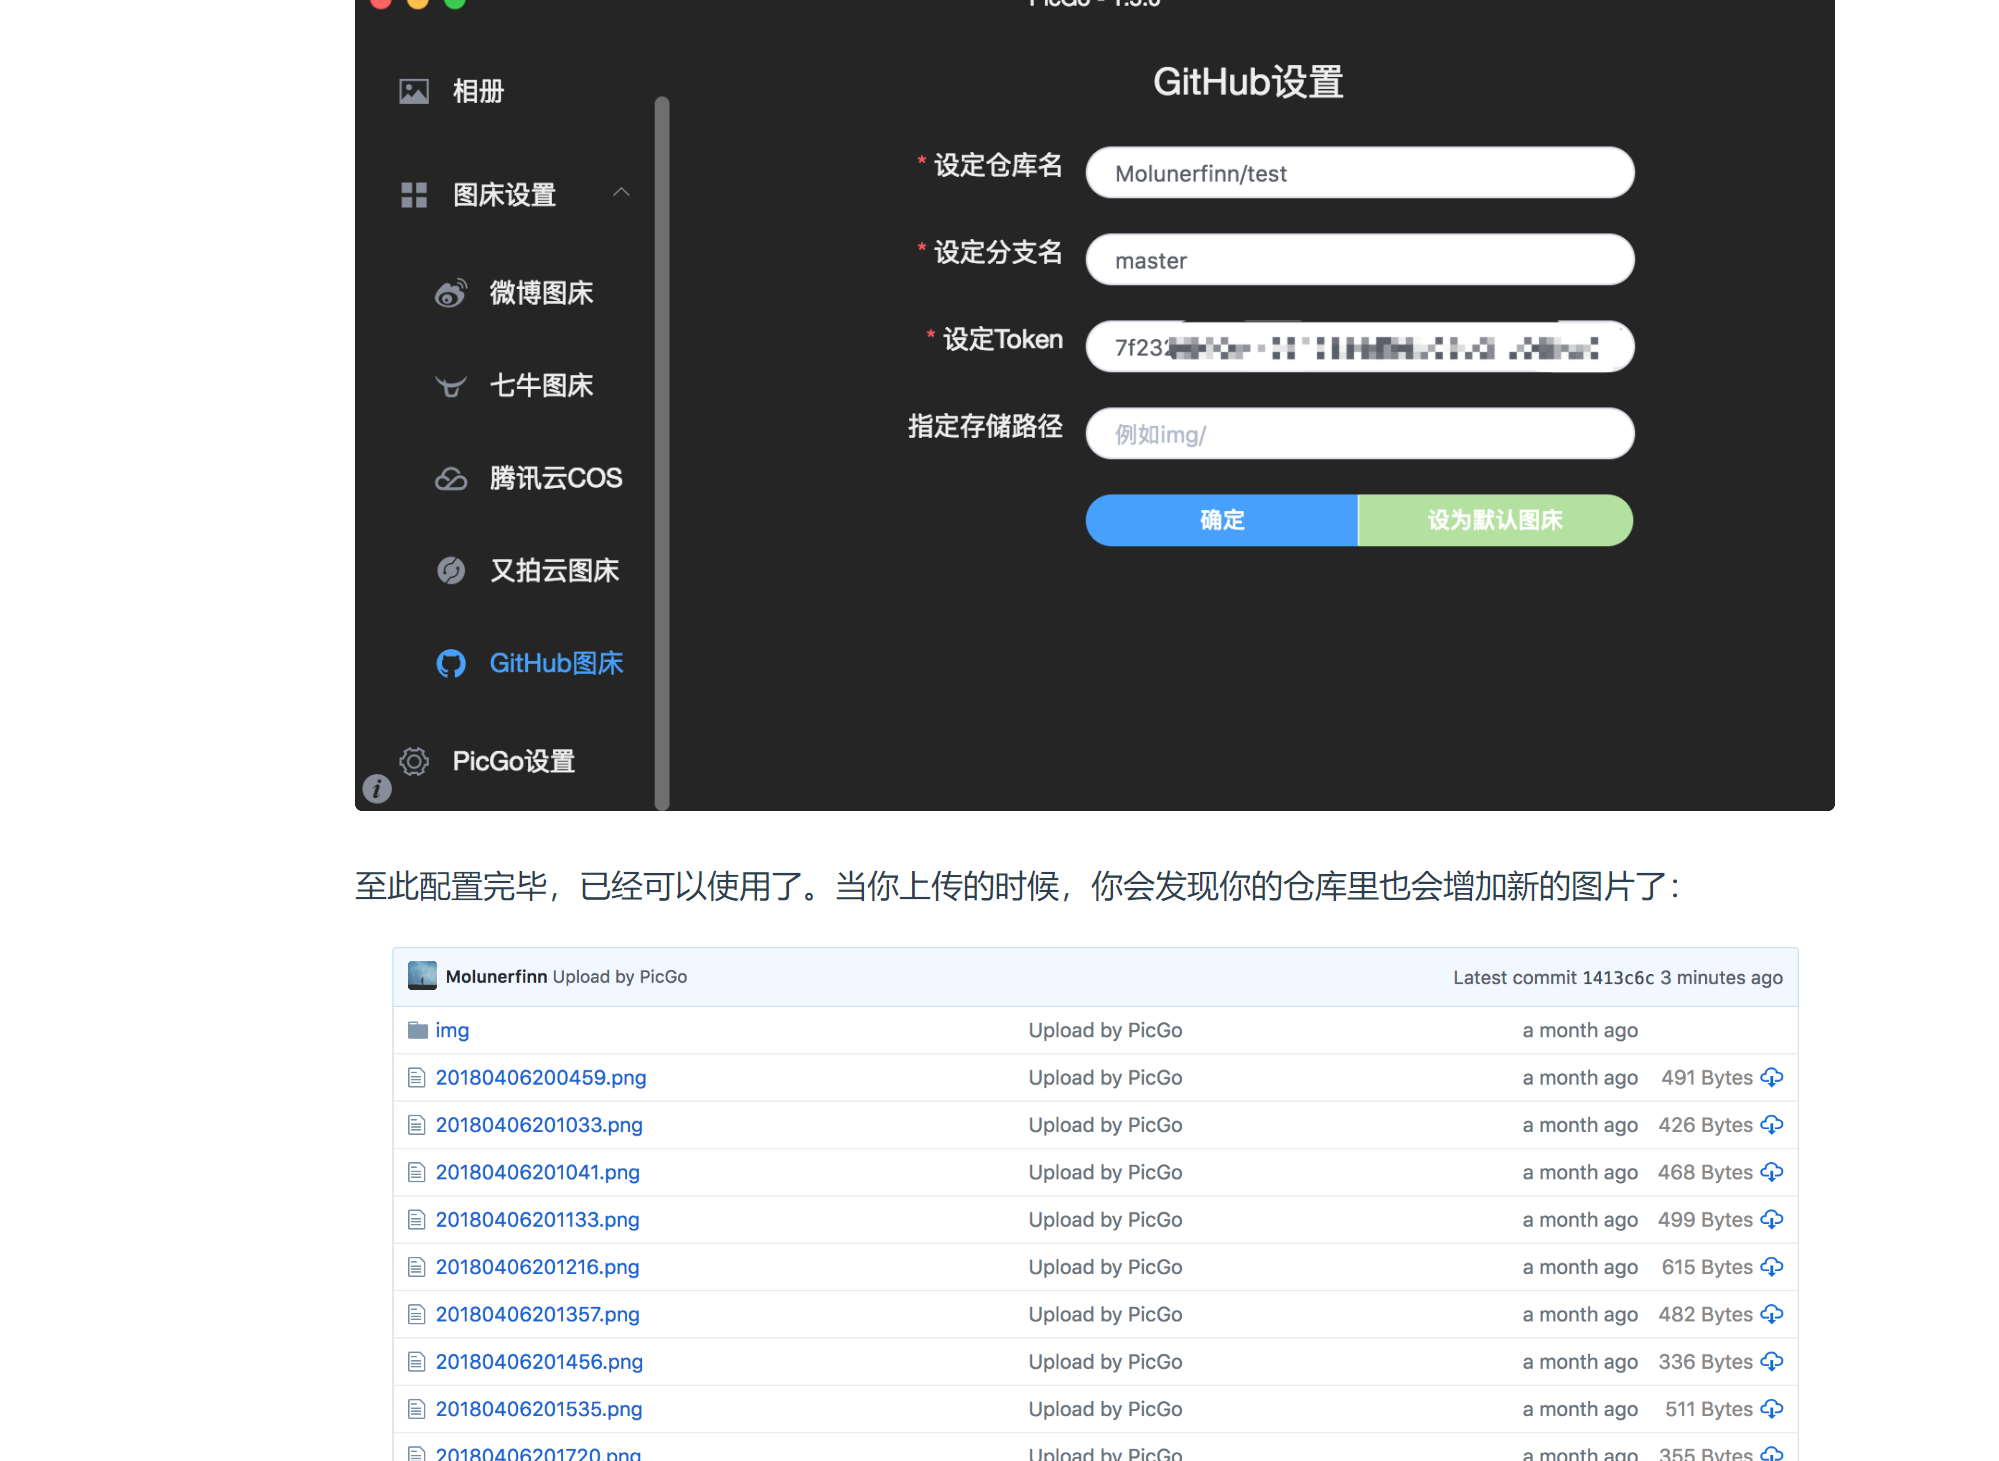 相册
图床设置
微博图床
七牛图床
腾讯云COS
又拍云图床
GitHub图床
PicGo设置
GitHub设置
* 设定仓库名 Molunerfinn/test
* 设定分支名 master
* 设定Token 7f232
指定存储路径 例如img/
确定 设为默认图床
至此配置完毕，已经可以使用了。当你上传的时候，你会发现你的仓库里也会增加新的图片了：
Molunerfinn Upload by PicGo Latest commit 1413c6c 3 minutes ago
img Upload by PicGo a month ago
20180406200459.png Upload by PicGo a month ago 491 Bytes
20180406201033.png Upload by PicGo a month ago 426 Bytes
20180406201041.png Upload by PicGo a month ago 468 Bytes
20180406201133.png Upload by PicGo a month ago 499 Bytes
20180406201216.png Upload by PicGo a month ago 615 Bytes
20180406201357.png Upload by PicGo a month ago 482 Bytes
20180406201456.png Upload by PicGo a month ago 336 Bytes
20180406201535.png Upload by PicGo a month ago 511 Bytes
20180406201720.png Upload by PicGo a month ago 355 Bytes